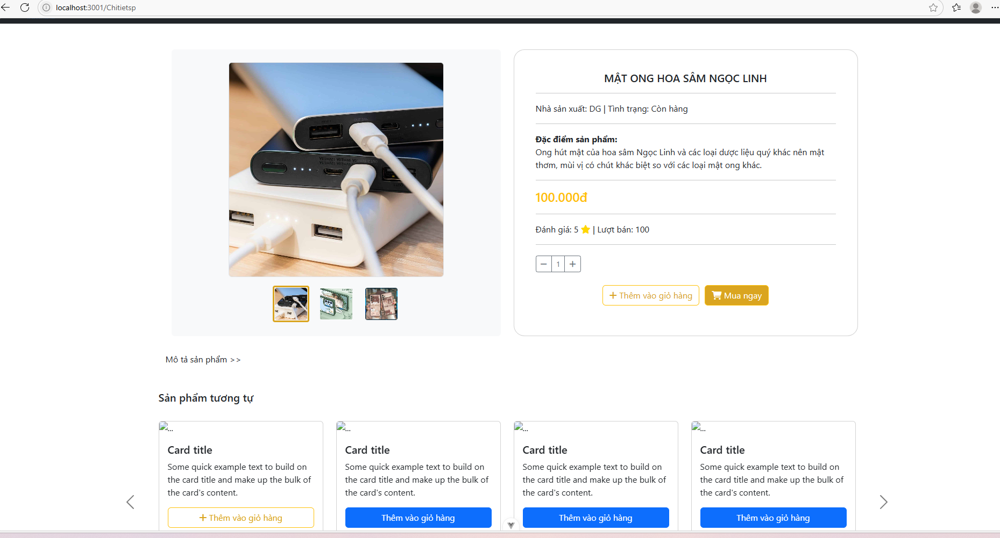 localhost:3001/Chitietsp
MẬT ONG HOA SÂM NGỌC LINH
Nhà sản xuất: DG | Tình trạng: Còn hàng
Đặc điểm sản phẩm:
Ong hút mật của hoa sâm Ngọc Linh và các loại dược liệu quý khác nên mật
thơm, mùi vị có chút khác biệt so với các loại mật ong khác.
100.000đ
Đánh giá: 5 | Lượt bán: 100
− 1 +
+ Thêm vào giỏ hàng
Mua ngay
Mô tả sản phẩm >>
Sản phẩm tương tự
...
Card title
Some quick example text to build on
the card title and make up the bulk of
the card's content.
+ Thêm vào giỏ hàng
...
Card title
Some quick example text to build on
the card title and make up the bulk of
the card's content.
Thêm vào giỏ hàng
...
Card title
Some quick example text to build on
the card title and make up the bulk of
the card's content.
Thêm vào giỏ hàng
...
Card title
Some quick example text to build on
the card title and make up the bulk of
the card's content.
Thêm vào giỏ hàng